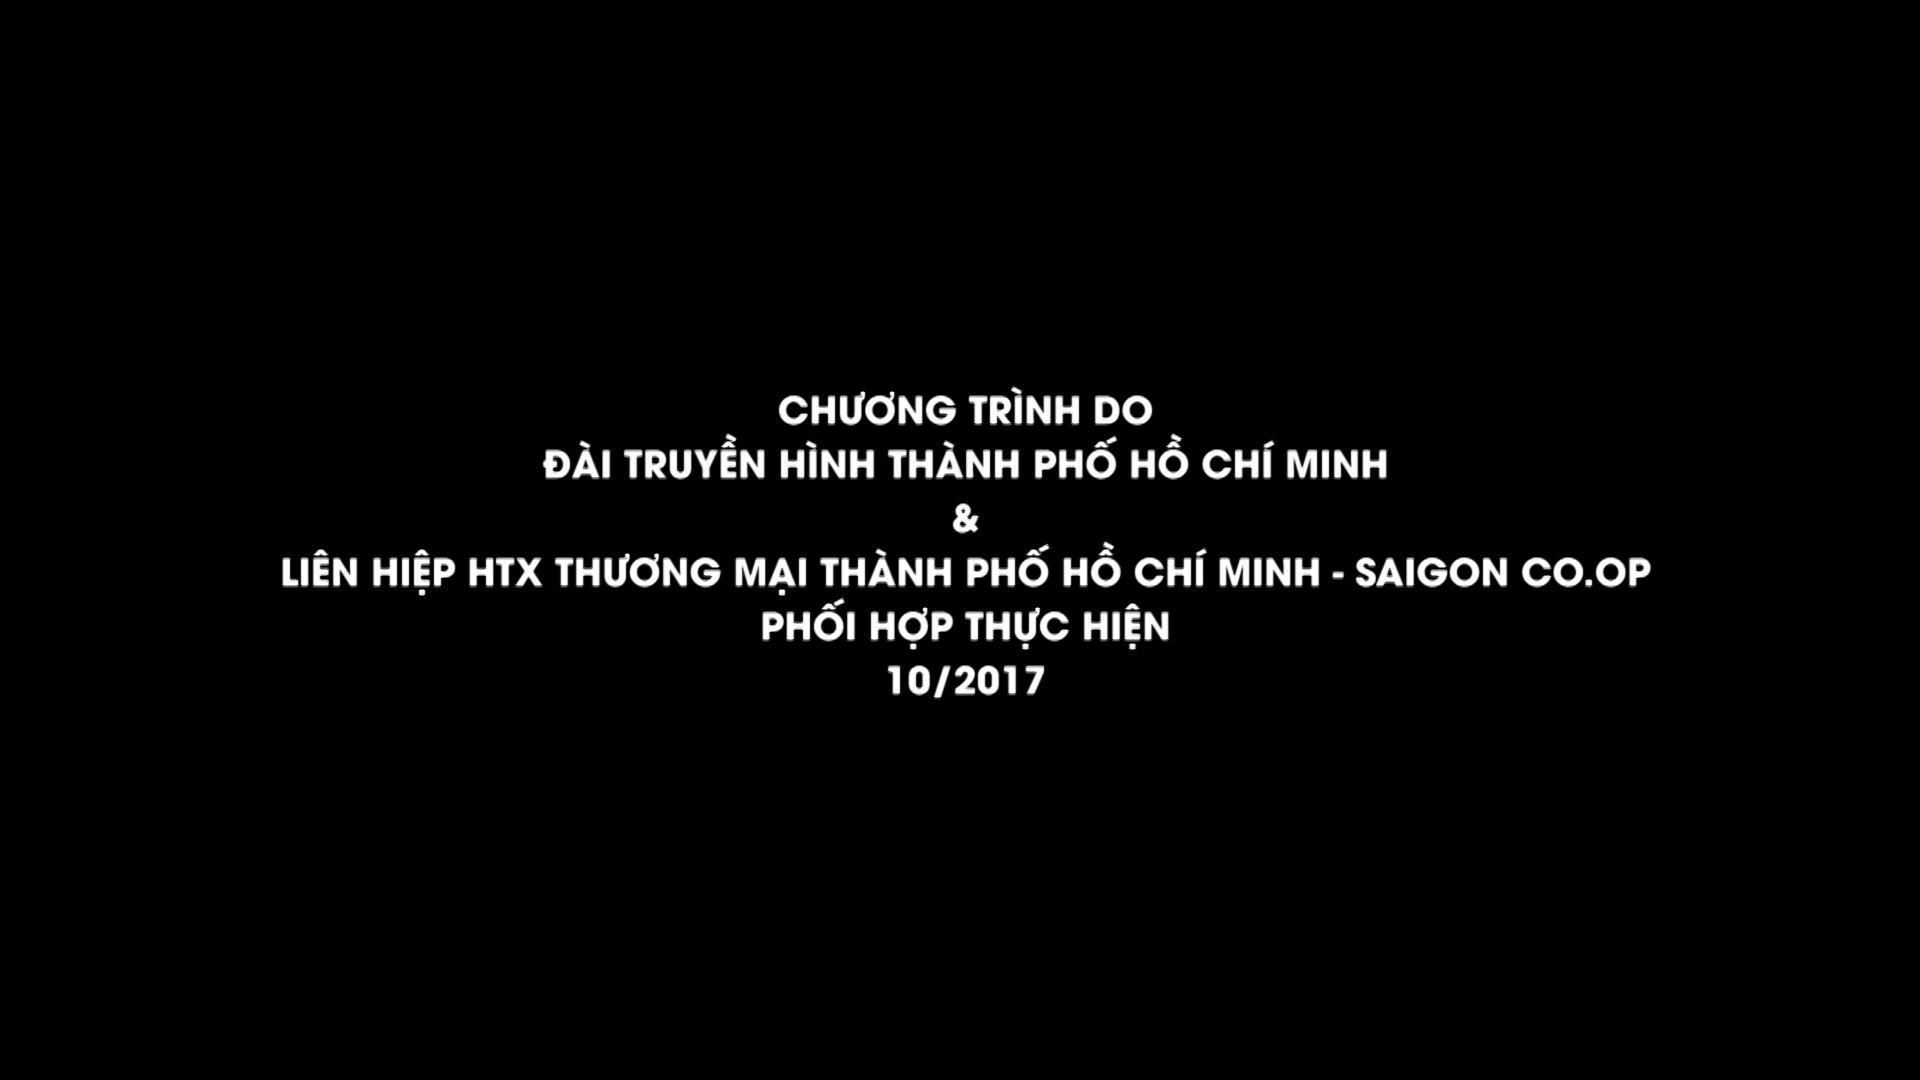 CHƯƠNG TRÌNH DO
ĐÀI TRUYỀN HÌNH THÀNH PHỐ HỒ CHÍ MINH
&
LIÊN HIỆP HTX THƯƠNG MẠI THÀNH PHỐ HỒ CHÍ MINH - SAIGON CO.OP
PHỐI HỢP THỰC HIỆN
10/2017